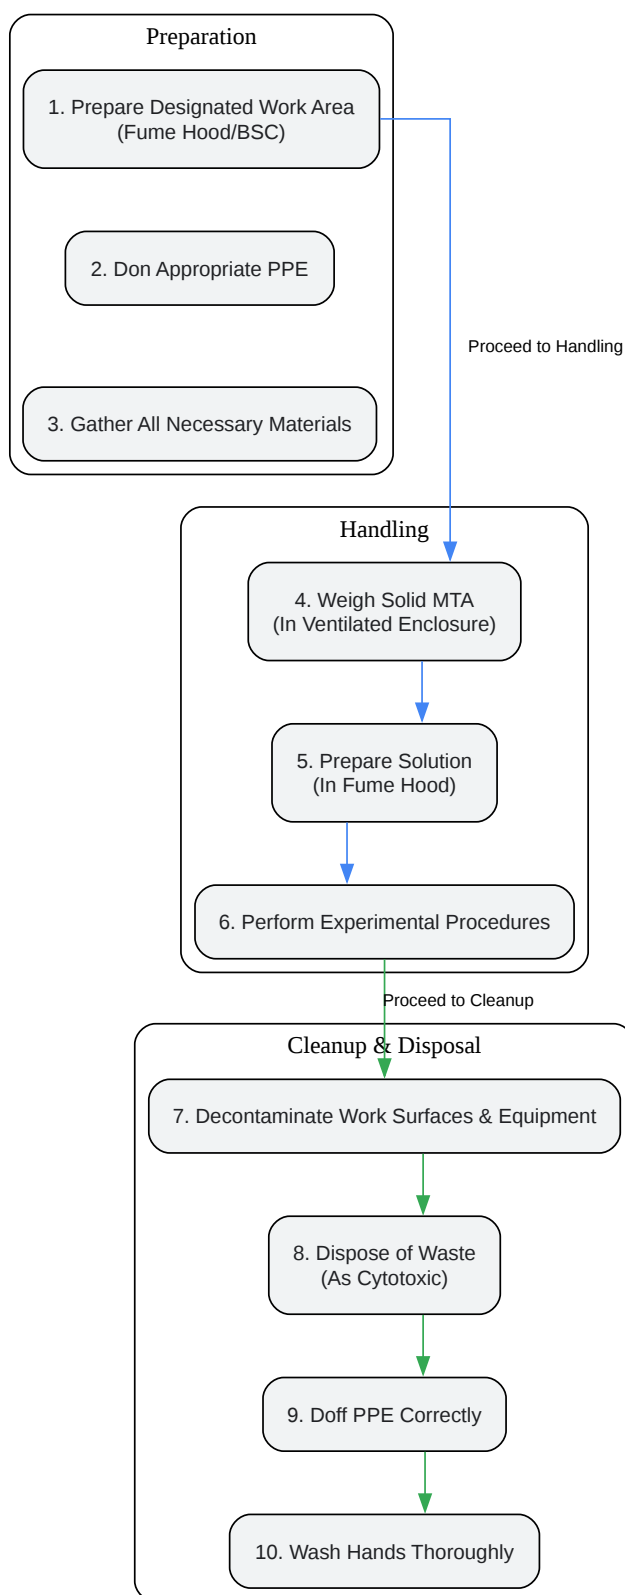 Preparation
1. Prepare Designated Work Area
(Fume Hood/BSC)
2. Don Appropriate PPE
Proceed to Handling
3. Gather All Necessary Materials
Handling
4. Weigh Solid MTA
(In Ventilated Enclosure)
5. Prepare Solution
(In Fume Hood)
6. Perform Experimental Procedures
Proceed to Cleanup
Cleanup & Disposal
7. Decontaminate Work Surfaces & Equipment
8. Dispose of Waste
(As Cytotoxic)
9. Doff PPE Correctly
10. Wash Hands Thoroughly